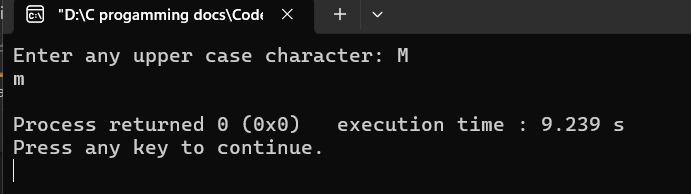 "D:\C progamming docs\Code
Enter any upper case character: M
m
Process returned 0 (0x0)   execution time : 9.239 s
Press any key to continue.